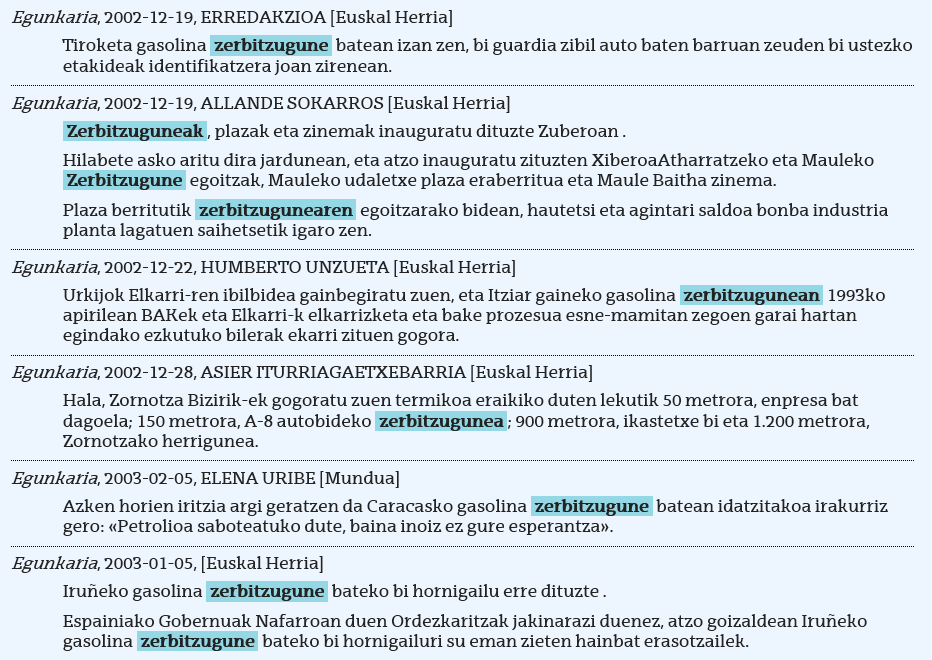 Egunkaria, 2002-12-19, ERREDAKZIOA [Euskal Herria]
Tiroketa gasolina zerbitzugune batean izan zen, bi guardia zibil auto baten barruan zeuden bi ustezko
etakideak identifikatzera joan zirenean.
Egunkaria, 2002-12-19, ALLANDE SOKARROS [Euskal Herria]
Zerbitzuguneak , plazak eta zinemak inauguratu dituzte Zuberoan .
Hilabete asko aritu dira jardunean, eta atzo inauguratu zituzten XiberoaAtharratzeko eta Mauleko
Zerbitzugune egoitzak, Mauleko udaletxe plaza eraberritua eta Maule Baitha zinema.
Plaza berritutik zerbitzugunearen egoitzarako bidean, hautetsi eta agintari saldoa bonba industria
planta lagatuen saihetsetik igaro zen.
Egunkaria, 2002-12-22, HUMBERTO UNZUETA [Euskal Herria]
Urkijok Elkarri-ren ibilbidea gainbegiratu zuen, eta Itziar gaineko gasolina zerbitzugunean 1993ko
apirilean BAKek eta Elkarri-k elkarrizketa eta bake prozesua esne-mamitan zegoen garai hartan
egindako ezkutuko bilerak ekarri zituen gogora.
Egunkaria, 2002-12-28, ASIER ITURRIAGAETXEBARRIA [Euskal Herria]
Hala, Zornotza Bizirik-ek gogoratu zuen termikoa eraikiko duten lekutik 50 metrora, enpresa bat
dagoela; 150 metrora, A-8 autobideko zerbitzugunea ; 900 metrora, ikastetxe bi eta 1.200 metrora,
Zornotzako herrigunea.
Egunkaria, 2003-02-05, ELENA URIBE [Mundua]
Azken horien iritzia argi geratzen da Caracasko gasolina zerbitzugune batean idatzitakoa irakurriz
gero: «Petrolioa saboteatuko dute, baina inoiz ez gure esperantza».
Egunkaria, 2003-01-05, [Euskal Herria]
Iruñeko gasolina zerbitzugune bateko bi hornigailu erre dituzte .
Espainiako Gobernuak Nafarroan duen Ordezkaritzak jakinarazi duenez, atzo goizaldean Iruñeko
gasolina zerbitzugune bateko bi hornigailuri su eman zieten hainbat erasotzailek.